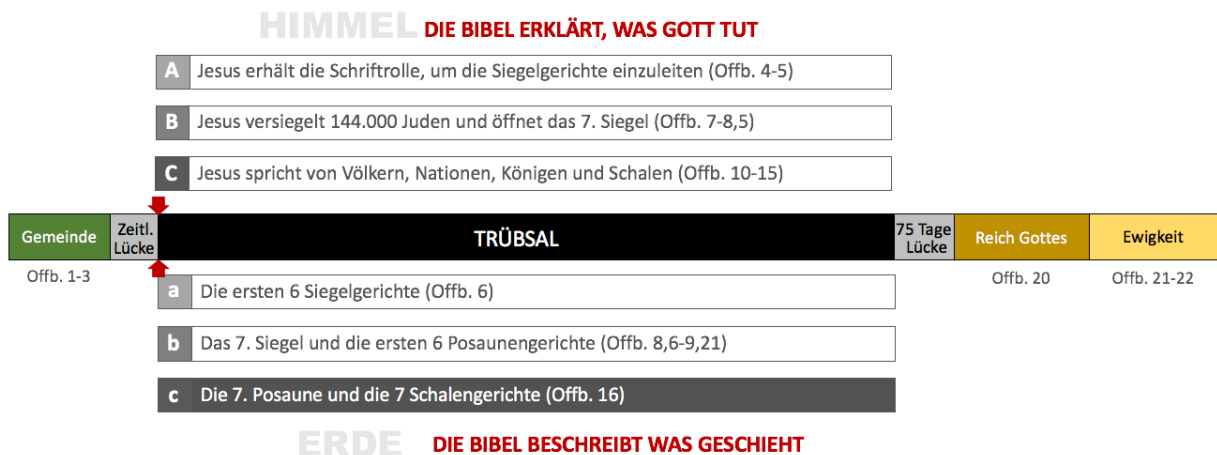 HIMMEL DIE BIBEL ERKLÄRT, WAS GOTT TUT
A Jesus erhält die Schriftrolle, um die Siegelgerichte einzuleiten (Offb. 4-5)
B Jesus versiegelt 144.000 Juden und öffnet das 7. Siegel (Offb. 7-8,5)
C Jesus spricht von Völkern, Nationen, Königen und Schalen (Offb. 10-15)
Gemeinde
Zeitl.
Lücke
TRÜBSAL
75 Tage
Lücke
Reich Gottes
Ewigkeit
Offb. 1-3
Offb. 20
Offb. 21-22
a Die ersten 6 Siegelgerichte (Offb. 6)
b Das 7. Siegel und die ersten 6 Posaunengerichte (Offb. 8,6-9,21)
c Die 7. Posaune und die 7 Schalengerichte (Offb. 16)
ERDE DIE BIBEL BESCHREIBT WAS GESCHIEHT